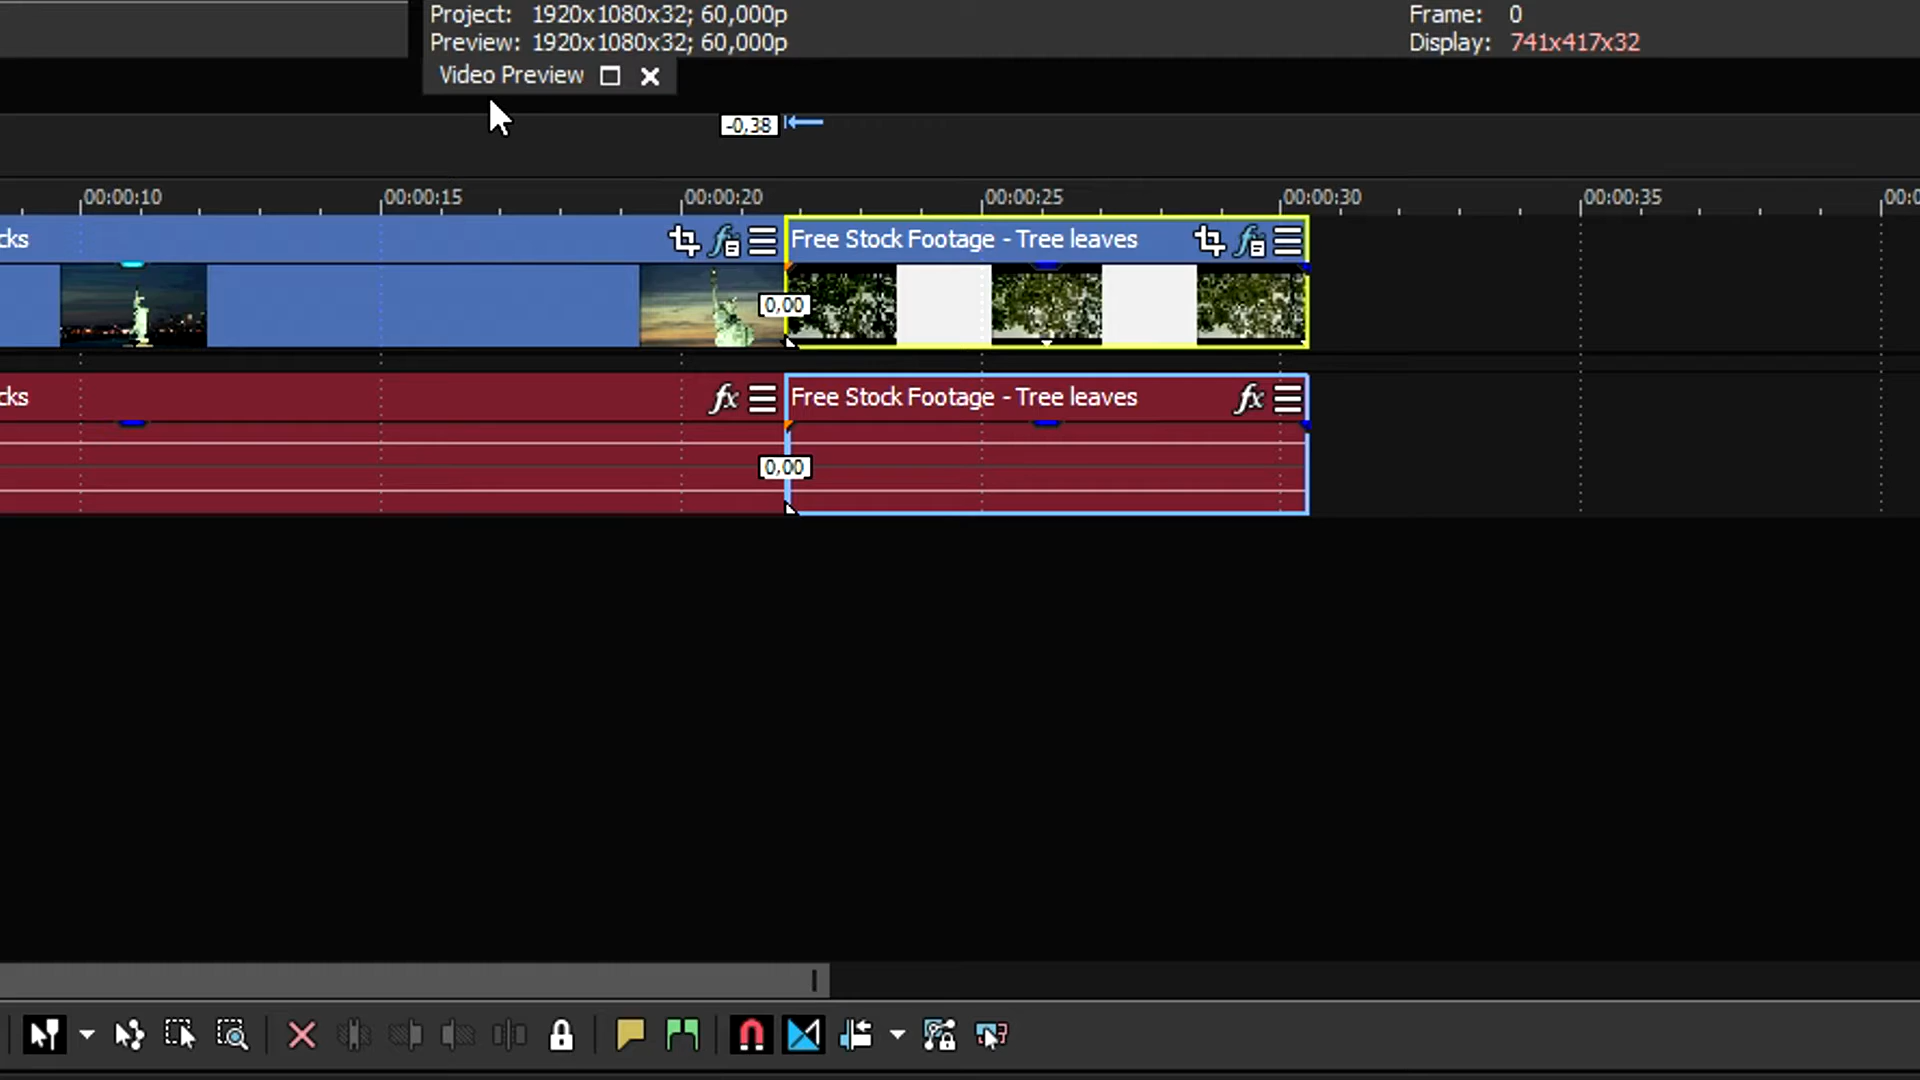 Project: 1920x1080x32; 60,000p
Frame: 0
Preview: 1920x1080x32; 60,000p
Display: 741x417x32
Video Preview
-0,38
00:00:10 00:00:15 00:00:20 00:00:25 00:00:30 00:00:35 00:0
cks
Free Stock Footage - Tree leaves
0,00
cks
fx
Free Stock Footage - Tree leaves
fx
0,00